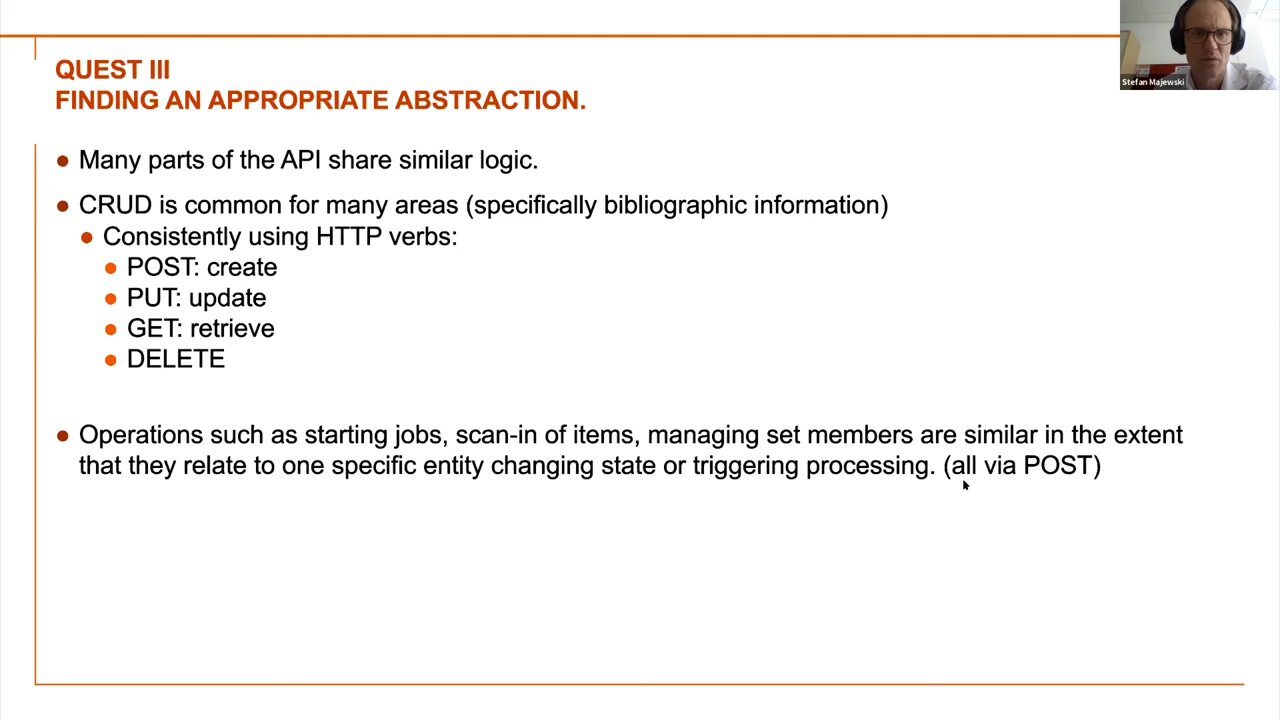 QUEST III
FINDING AN APPROPRIATE ABSTRACTION.
Stefan Majewski
Many parts of the API share similar logic.
CRUD is common for many areas (specifically bibliographic information)
Consistently using HTTP verbs:
POST: create
PUT: update
GET: retrieve
DELETE
Operations such as starting jobs, scan-in of items, managing set members are similar in the extent
that they relate to one specific entity changing state or triggering processing. (all via POST)